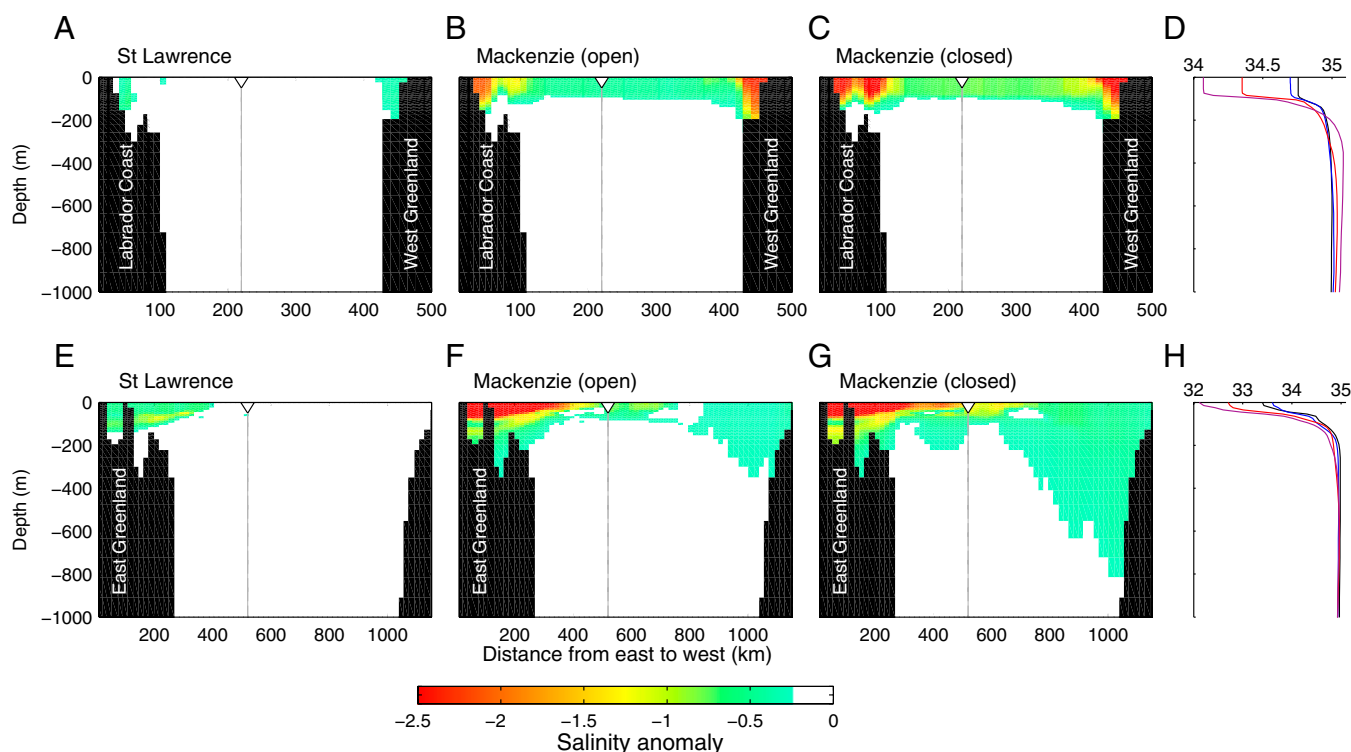 A
B
C
D
St Lawrence
Mackenzie (open)
Mackenzie (closed)
34 34.5 35
0
−200
−400
−600
−800
−1000
Depth (m)
Labrador Coast
West Greenland
Labrador Coast
West Greenland
Labrador Coast
West Greenland
100 200 300 400 500
100 200 300 400 500
100 200 300 400 500
E
F
G
H
St Lawrence
Mackenzie (open)
Mackenzie (closed)
32 33 34 35
0
−200
−400
−600
−800
−1000
Depth (m)
East Greenland
East Greenland
East Greenland
200 400 600 800 1000
200 400 600 800 1000
200 400 600 800 1000
Distance from east to west (km)
−2.5 −2 −1.5 −1 −0.5 0
Salinity anomaly